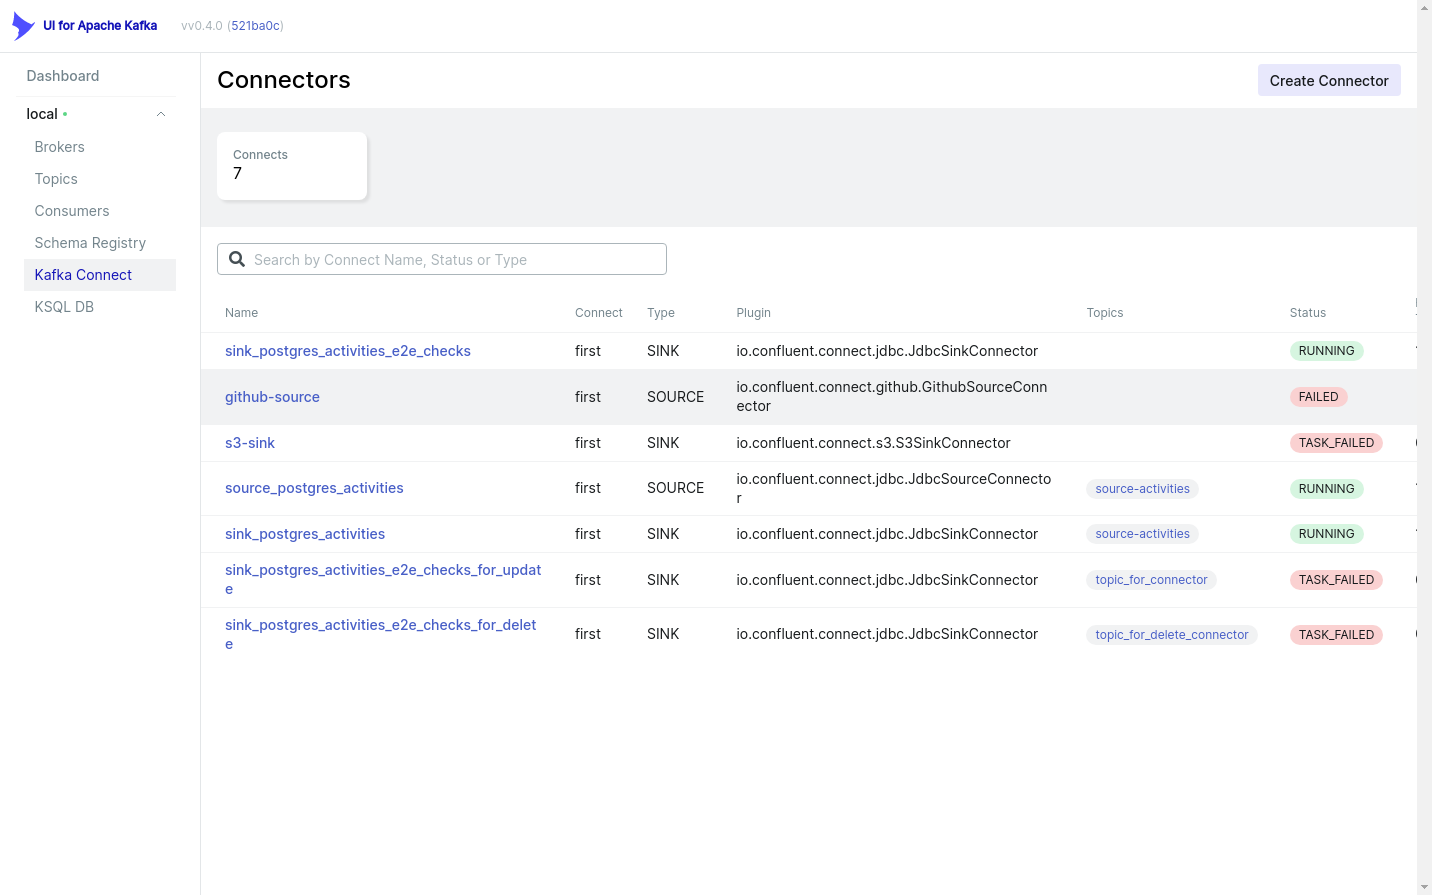 UI for Apache Kafka vv0.4.0 (521ba0c)
Dashboard
local
Brokers
Topics
Consumers
Schema Registry
Kafka Connect
KSQL DB
Connectors
Create Connector
Connects
7
Search by Connect Name, Status or Type
Name Connect Type Plugin Topics Status
sink_postgres_activities_e2e_checks first SINK io.confluent.connect.jdbc.JdbcSinkConnector RUNNING
github-source first SOURCE io.confluent.connect.github.GithubSourceConn
ector FAILED
s3-sink first SINK io.confluent.connect.s3.S3SinkConnector TASK_FAILED
source_postgres_activities first SOURCE io.confluent.connect.jdbc.JdbcSourceConnecto
r source-activities RUNNING
sink_postgres_activities first SINK io.confluent.connect.jdbc.JdbcSinkConnector source-activities RUNNING
sink_postgres_activities_e2e_checks_for_updat
e first SINK io.confluent.connect.jdbc.JdbcSinkConnector topic_for_connector TASK_FAILED
sink_postgres_activities_e2e_checks_for_delet
e first SINK io.confluent.connect.jdbc.JdbcSinkConnector topic_for_delete_connector TASK_FAILED